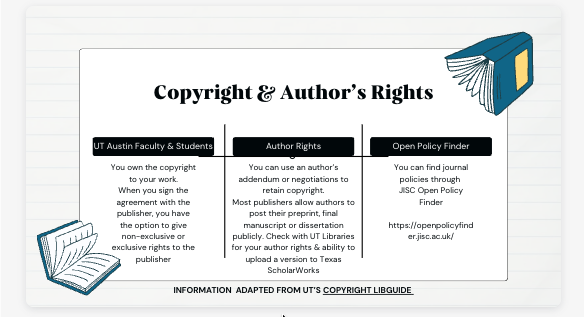 Copyright & Author's Rights
UT Austin Faculty & Students
You own the copyright
to your work.
When you sign the
agreement with the
publisher, you have
the option to give
non-exclusive or
exclusive rights to the
publisher
Author Rights
You can use an author's
addendum or negotiations to
retain copyright.
Most publishers allow authors to
post their preprint, final
manuscript or dissertation
publicly. Check with UT Libraries
for your author rights & ability to
upload a version to Texas
ScholarWorks
Open Policy Finder
You can find journal
policies through
JISC Open Policy
Finder
https://openpolicyfind
er.jisc.ac.uk/
INFORMATION ADAPTED FROM UT'S COPYRIGHT LIBGUIDE